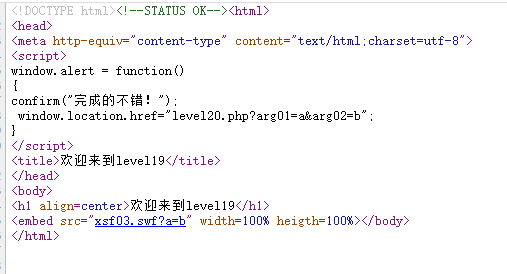 <!DOCTYPE html><!--STATUS OK--><html>
<head>
<meta http-equiv="content-type" content="text/html;charset=utf-8">
<script>
window.alert = function()
{
confirm("完成的不错！");
 window.location.href="level20.php?arg01=a&arg02=b";
}
</script>
<title>欢迎来到level19</title>
</head>
<body>
<h1 align=center>欢迎来到level19</h1>
<embed src="xsf03.swf?a=b" width=100% heigth=100%></body>
</html>